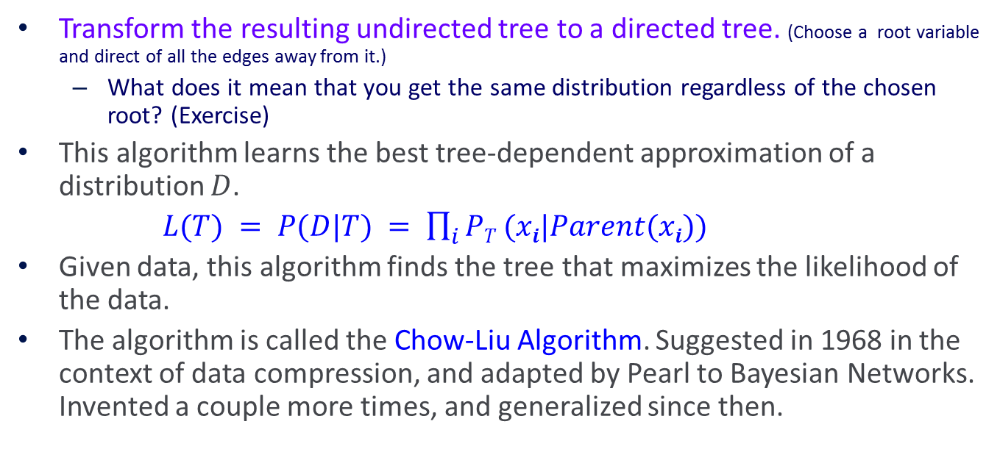 • Transform the resulting undirected tree to a directed tree. (Choose a root variable
and direct of all the edges away from it.)
– What does it mean that you get the same distribution regardless of the chosen
root? (Exercise)
• This algorithm learns the best tree-dependent approximation of a
distribution D.
L(T) = P(D|T) = ∏ᵢ P_T (xᵢ|Parent(xᵢ))
• Given data, this algorithm finds the tree that maximizes the likelihood of
the data.
• The algorithm is called the Chow-Liu Algorithm. Suggested in 1968 in the
context of data compression, and adapted by Pearl to Bayesian Networks.
Invented a couple more times, and generalized since then.